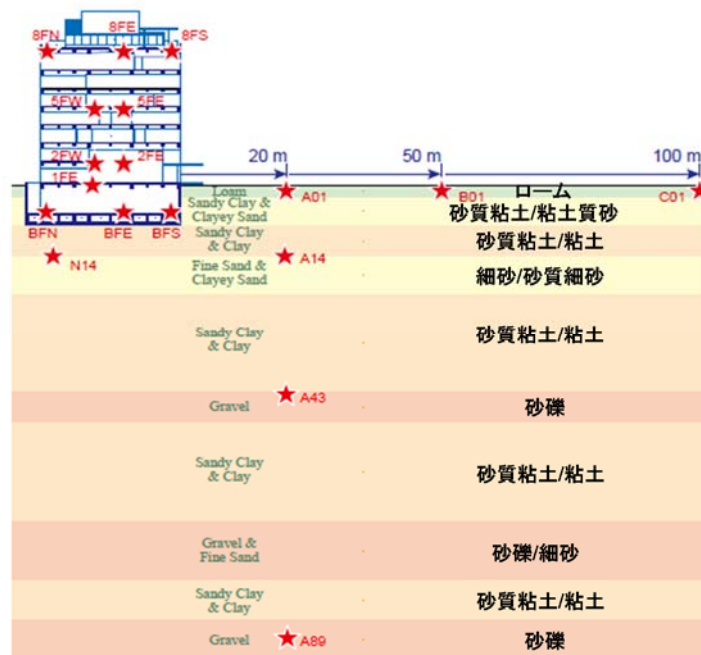 8FE
8FN
8FS
5FW
5FE
2FW
2FE
1FE
20 m
50 m
100 m
A01
B01
C01
Loam
ローム
Sandy Clay &
Clayey Sand
砂質粘土/粘土質砂
BFN
BFE
BFS
Sandy Clay
& Clay
砂質粘土/粘土
N14
A14
Fine Sand &
Clayey Sand
細砂/砂質細砂
Sandy Clay
& Clay
砂質粘土/粘土
A43
Gravel
砂礫
Sandy Clay
& Clay
砂質粘土/粘土
Gravel &
Fine Sand
砂礫/細砂
Sandy Clay
& Clay
砂質粘土/粘土
Gravel
A89
砂礫